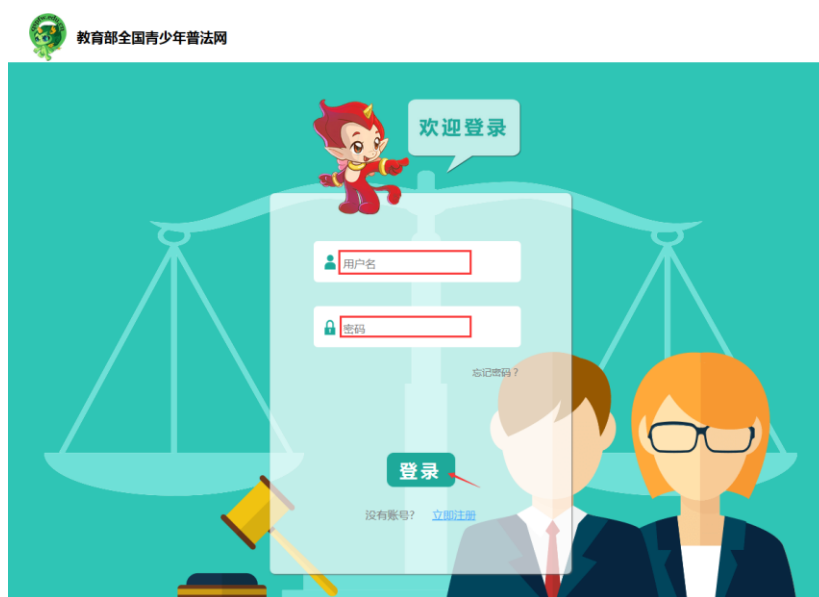 教育部全国青少年普法网
欢迎登录
用户名
密码
忘记密码？
登录
没有账号？ 立即注册